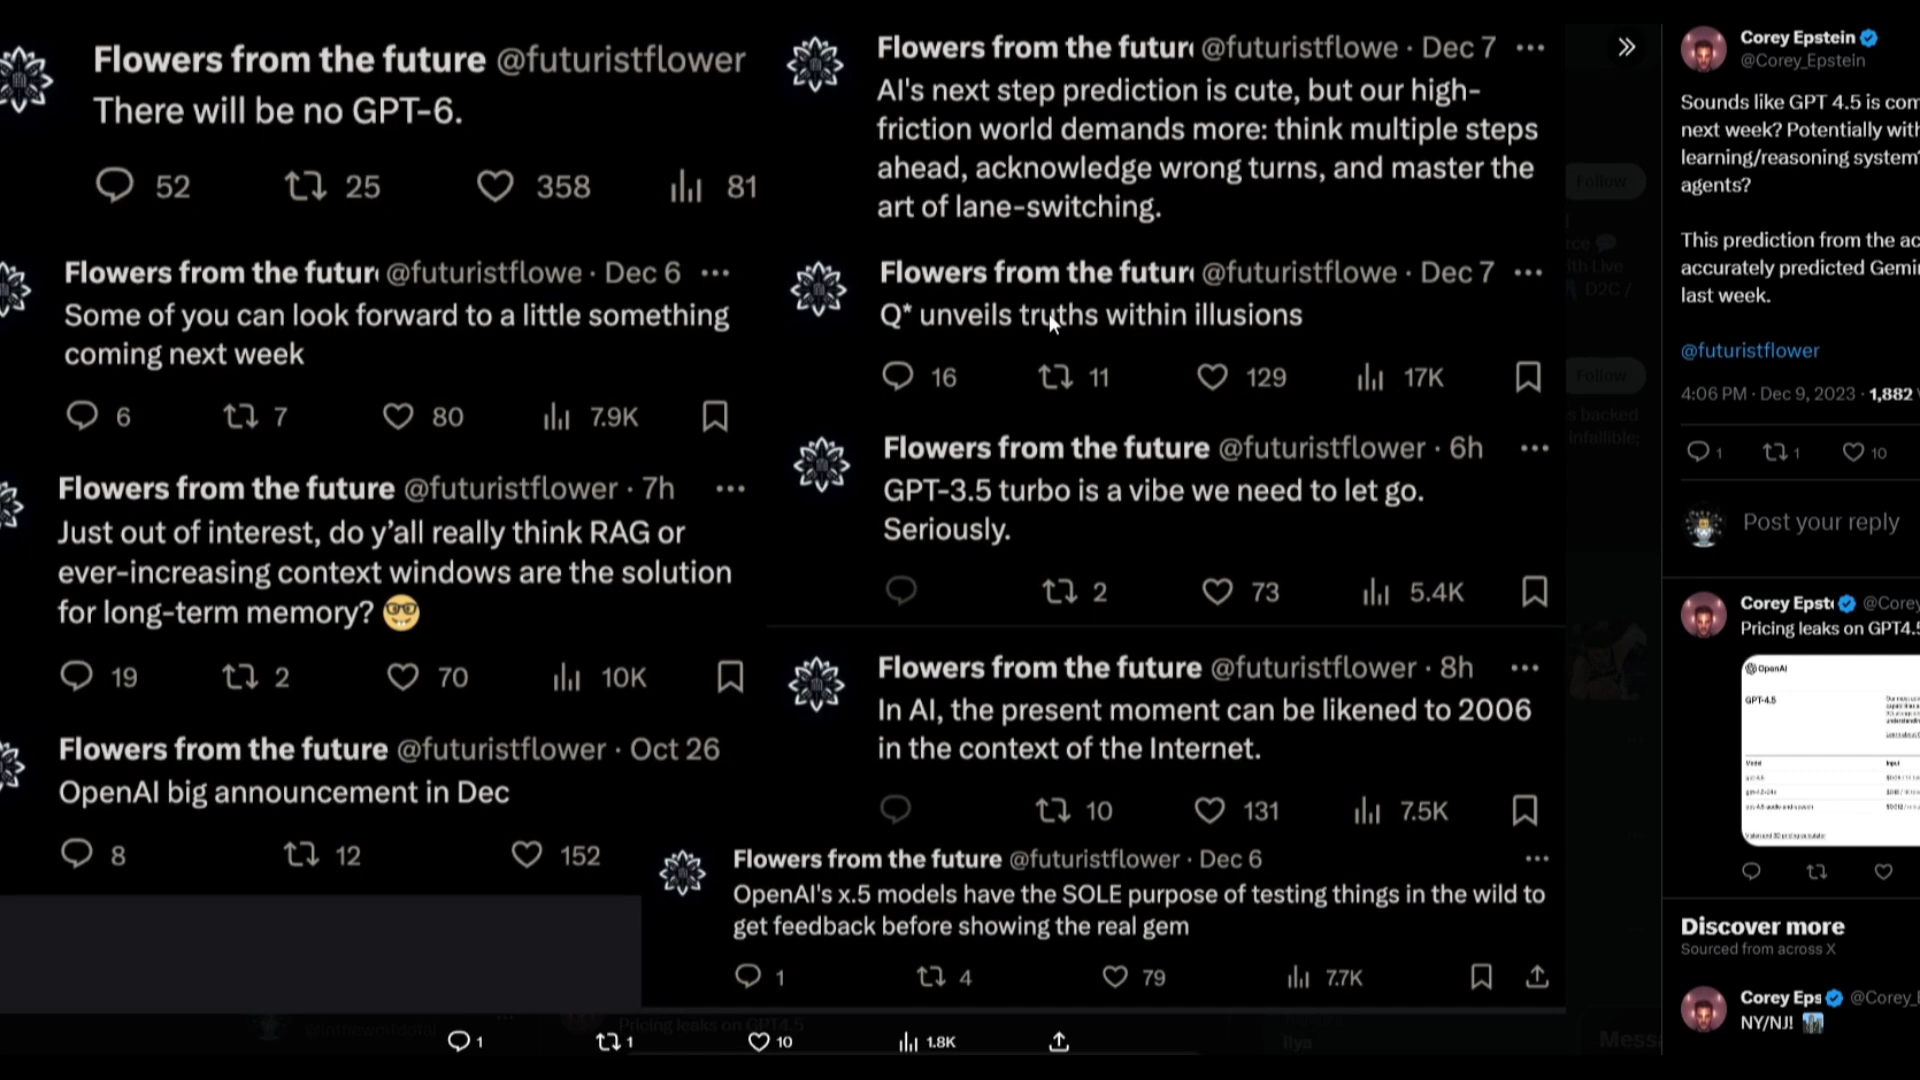 Flowers from the future @futuristflower
There will be no GPT-6.
52 25 358 81
Flowers from the futur @futuristflowe · Dec 6
Some of you can look forward to a little something
coming next week
6 7 80 7.9K
Flowers from the future @futuristflower · 7h
Just out of interest, do y'all really think RAG or
ever-increasing context windows are the solution
for long-term memory? 🤓
19 2 70 10K
Flowers from the future @futuristflower · Oct 26
OpenAI big announcement in Dec
8 12 152
Flowers from the futur @futuristflowe · Dec 7
AI's next step prediction is cute, but our high-
friction world demands more: think multiple steps
ahead, acknowledge wrong turns, and master the
art of lane-switching.
Flowers from the futur @futuristflowe · Dec 7
Q* unveils truths within illusions
16 11 129 17K
Flowers from the future @futuristflower · 6h
GPT-3.5 turbo is a vibe we need to let go.
Seriously.
2 73 5.4K
Flowers from the future @futuristflower · 8h
In AI, the present moment can be likened to 2006
in the context of the Internet.
10 131 7.5K
Flowers from the future @futuristflower · Dec 6
OpenAI's x.5 models have the SOLE purpose of testing things in the wild to
get feedback before showing the real gem
1 4 79 7.7K
Pricing leaks on GPT4.5
1 1 10 1.8K
Ilya
Mess
Follow
Follow
Corey Epstein
@Corey_Epstein
Sounds like GPT 4.5 is com
next week? Potentially with
learning/reasoning system
agents?
This prediction from the ac
accurately predicted Gemin
last week.
@futuristflower
4:06 PM · Dec 9, 2023 · 1,882
1 1 10
Post your reply
Corey Epst @Corey
Pricing leaks on GPT4.5
OpenAI
GPT-4.5
Model Input
Discover more
Sourced from across X
Corey Eps @Corey_E
NY/NJ!